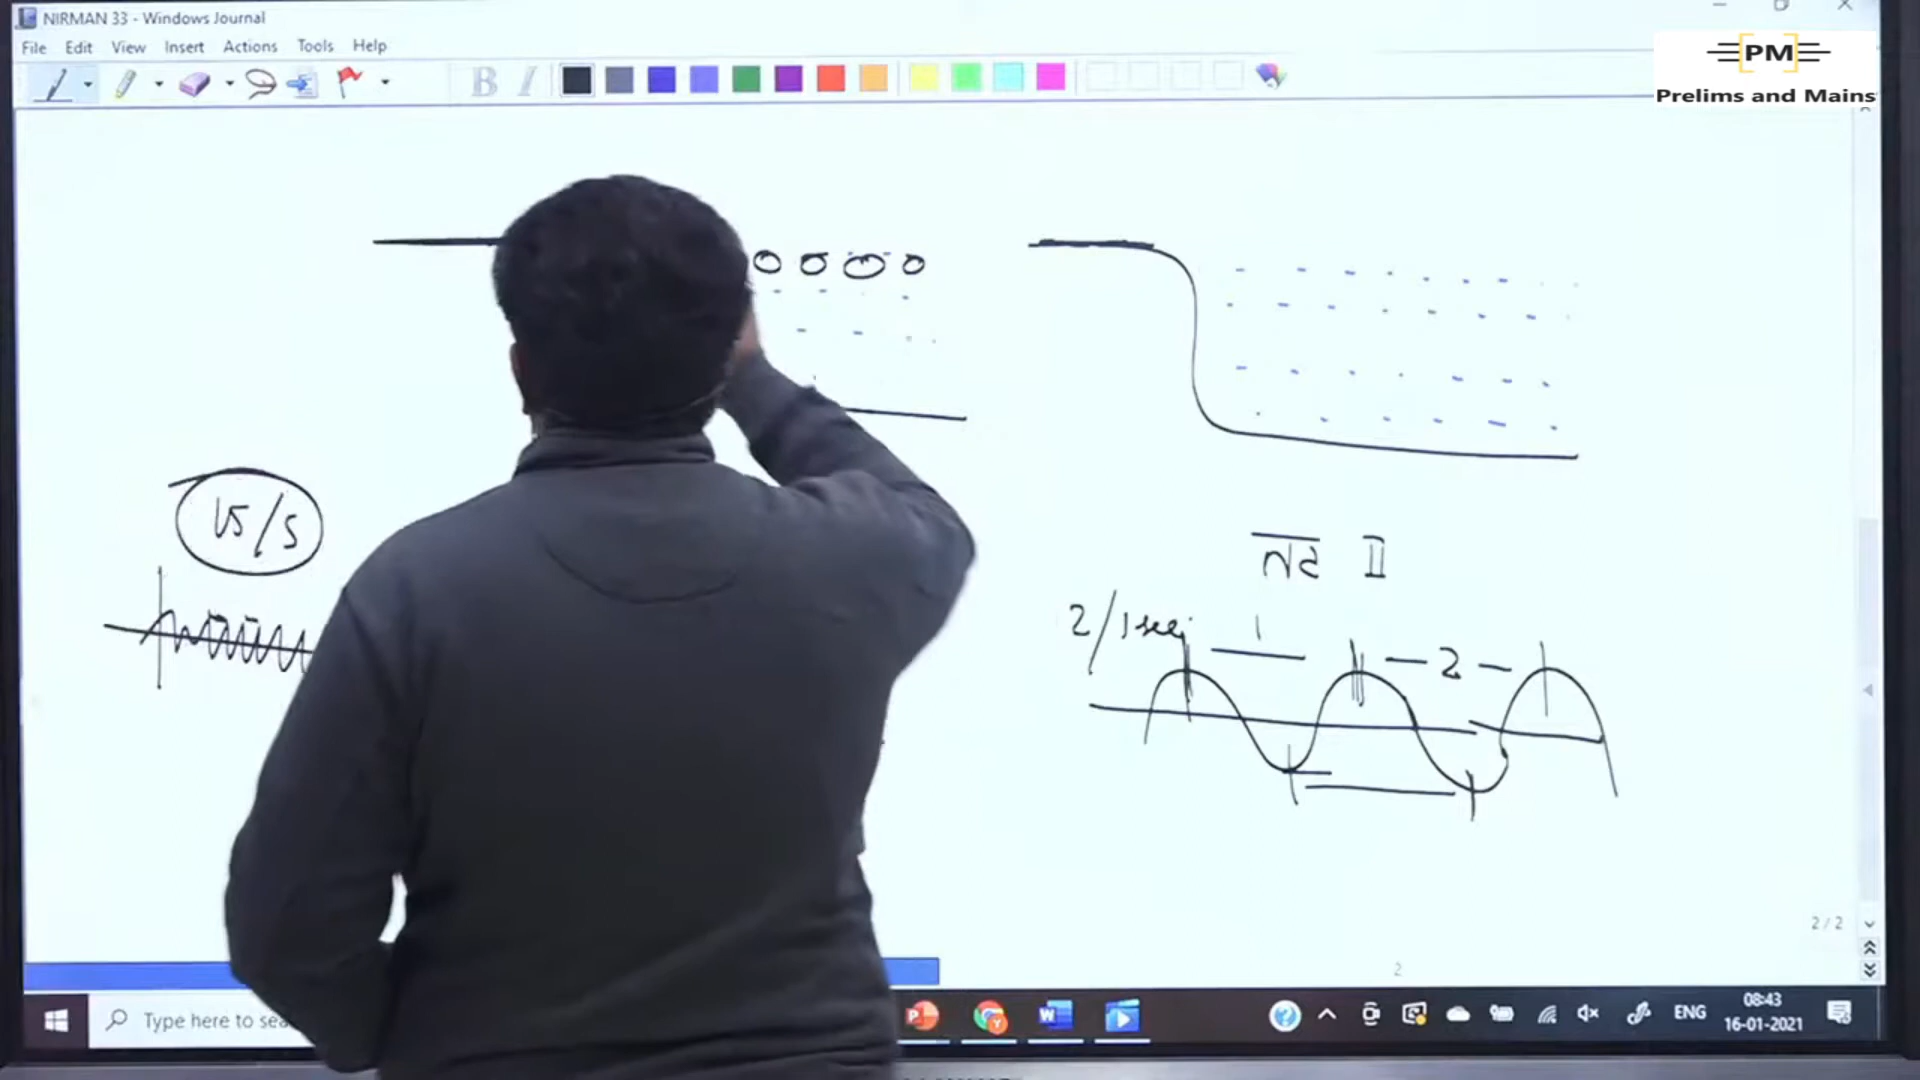 NIRMAN 33 - Windows Journal
File Edit View Insert Actions Tools Help
B I
PM
Prelims and Mains
15/s
तट II
2/1sec
1
2
2 / 2
2
Type here to sea
ENG
08:43
16-01-2021